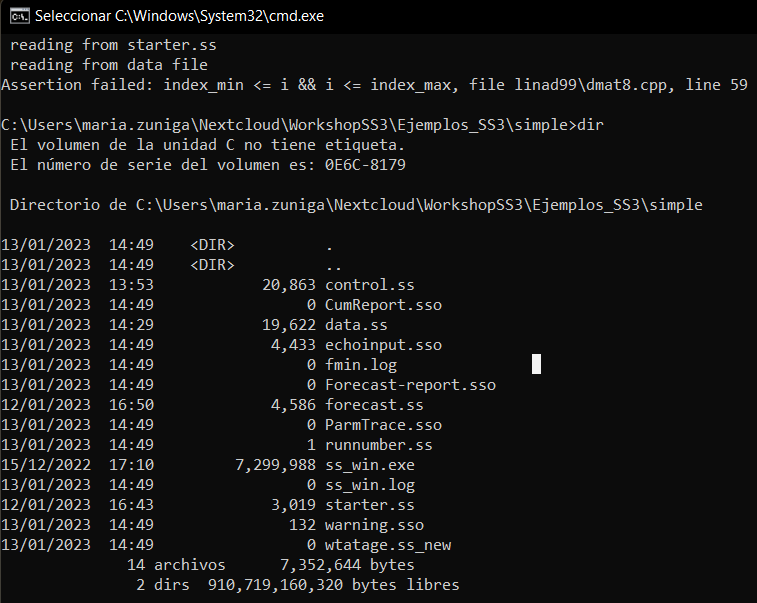 Seleccionar C:\Windows\System32\cmd.exe
reading from starter.ss
reading from data file
Assertion failed: index_min <= i && i <= index_max, file linad99\dmat8.cpp, line 59
C:\Users\maria.zuniga\Nextcloud\WorkshopSS3\Ejemplos_SS3\simple>dir
El volumen de la unidad C no tiene etiqueta.
El número de serie del volumen es: 0E6C-8179
Directorio de C:\Users\maria.zuniga\Nextcloud\WorkshopSS3\Ejemplos_SS3\simple
13/01/2023  14:49    <DIR>          .
13/01/2023  14:49    <DIR>          ..
13/01/2023  13:53            20,863 control.ss
13/01/2023  14:49                 0 CumReport.sso
13/01/2023  14:29            19,622 data.ss
13/01/2023  14:49             4,433 echoinput.sso
13/01/2023  14:49                 0 fmin.log
13/01/2023  14:49                 0 Forecast-report.sso
12/01/2023  16:50             4,586 forecast.ss
13/01/2023  14:49                 0 ParmTrace.sso
13/01/2023  14:49                 1 runnumber.ss
15/12/2022  17:10         7,299,988 ss_win.exe
13/01/2023  14:49                 0 ss_win.log
12/01/2023  16:43             3,019 starter.ss
13/01/2023  14:49               132 warning.sso
13/01/2023  14:49                 0 wtatage.ss_new
14 archivos      7,352,644 bytes
2 dirs  910,719,160,320 bytes libres